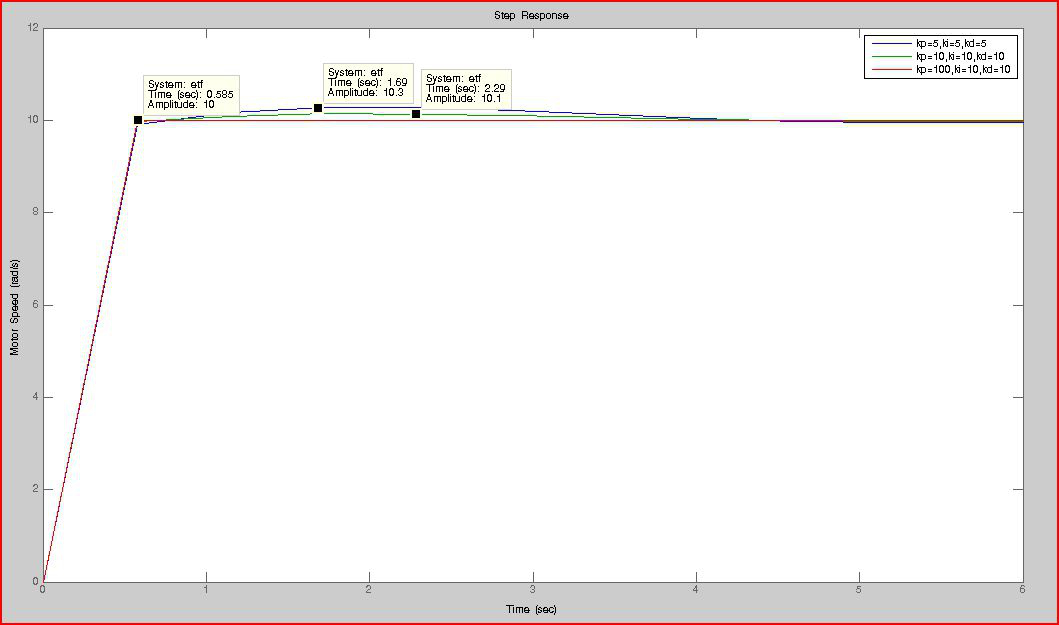 Step Response
12
10
8
6
4
2
0
Motor Speed (rad/s)
System: etf
Time (sec): 0.585
Amplitude: 10
System: etf
Time (sec): 1.69
Amplitude: 10.3
System: etf
Time (sec): 2.29
Amplitude: 10.1
kp=5,ki=5,kd=5
kp=10,ki=10,kd=10
kp=100,ki=10,kd=10
0 1 2 3 4 5 6
Time (sec)